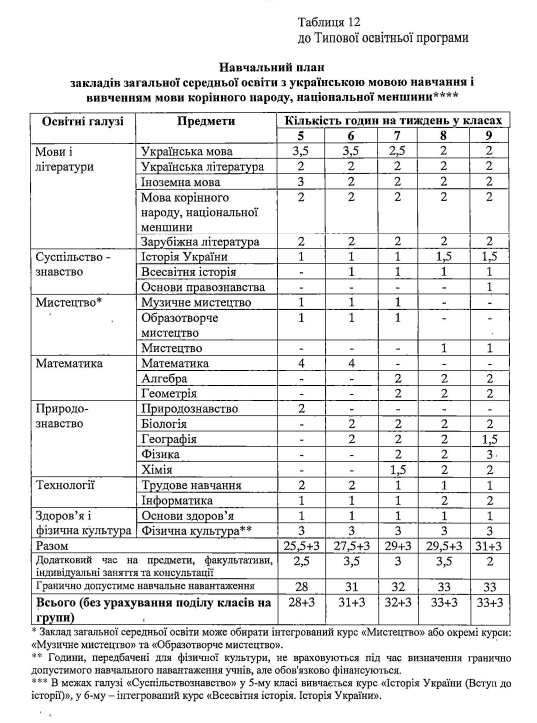 Таблиця 12
до Типової освітньої програми
Навчальний план
закладів загальної середньої освіти з українською мовою навчання і
вивченням мови корінного народу, національної меншини****
Освітні галузі Предмети Кількість годин на тиждень у класах
5 6 7 8 9
Мови і літератури Українська мова 3,5 3,5 2,5 2 2
Українська література 2 2 2 2 2
Іноземна мова 3 2 2 2 2
Мова корінного народу, національної меншини 2 2 2 2 2
Зарубіжна література 2 2 2 2 2
Суспільство - знавство Історія України 1 1 1 1,5 1,5
Всесвітня історія - 1 1 1 1
Основи правознавства - - - - 1
Мистецтво* Музичне мистецтво 1 1 1 - -
Образотворче мистецтво 1 1 1 - -
Мистецтво - - - 1 1
Математика Математика 4 4 - - -
Алгебра - - 2 2 2
Геометрія - - 2 2 2
Природо- знавство Природознавство 2 - - - -
Біологія - 2 2 2 2
Географія - 2 2 2 1,5
Фізика - - 2 2 3
Хімія - - 1,5 2 2
Технології Трудове навчання 2 2 1 1 1
Інформатика 1 1 1 2 2
Здоров'я і фізична культура Основи здоров'я 1 1 1 1 1
Фізична культура** 3 3 3 3 3
Разом 25,5+3 27,5+3 29+3 29,5+3 31+3
Додатковий час на предмети, факультативи, індивідуальні заняття та консультації 2,5 3,5 3 3,5 2
Гранично допустиме навчальне навантаження 28 31 32 33 33
Всього (без урахування поділу класів на групи) 28+3 31+3 32+3 33+3 33+3
* Заклад загальної середньої освіти може обирати інтегрований курс «Мистецтво» або окремі курси:
«Музичне мистецтво» та «Образотворче мистецтво».
** Години, передбачені для фізичної культури, не враховуються під час визначення гранично
допустимого навчального навантаження учнів, але обов'язково фінансуються.
*** В межах галузі «Суспільствознавство» у 5-му класі вивчається курс «Історія України (Вступ до
історії)», у 6-му – інтегрований курс «Всесвітня історія. Історія України».